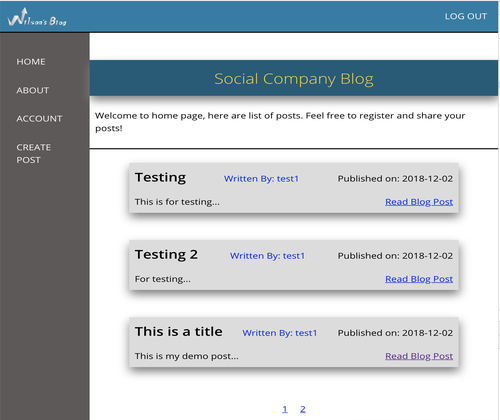 Wilson's Blog
LOG OUT
HOME
ABOUT
ACCOUNT
CREATE
POST
Social Company Blog
Welcome to home page, here are list of posts. Feel free to register and share your
posts!
Testing Written By: test1 Published on: 2018-12-02
This is for testing... Read Blog Post
Testing 2 Written By: test1 Published on: 2018-12-02
For testing... Read Blog Post
This is a title Written By: test1 Published on: 2018-12-02
This is my demo post... Read Blog Post
1 2